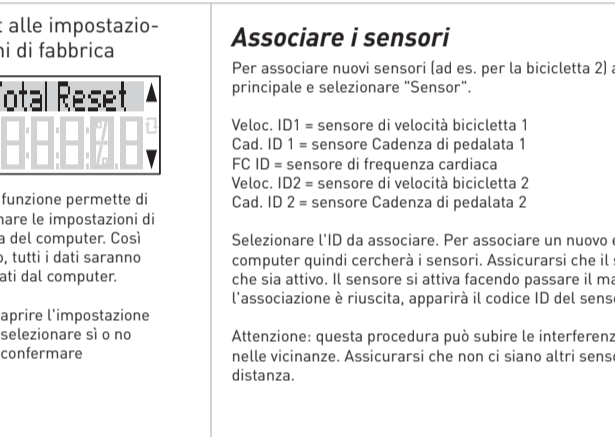 alle impostazio-
ni di fabbrica
Total Reset
funzione permette di
le impostazioni di
del computer. Così
tutti i dati saranno
dal computer.
aprire l'impostazione
selezionare sì o no
confermare
Associare i sensori
Per associare nuovi sensori (ad es. per la bicicletta 2)
principale e selezionare "Sensor".
Veloc. ID1 = sensore di velocità bicicletta 1
Cad. ID 1 = sensore Cadenza di pedalata 1
FC ID = sensore di frequenza cardiaca
Veloc. ID2 = sensore di velocità bicicletta 2
Cad. ID 2 = sensore Cadenza di pedalata 2
Selezionare l'ID da associare. Per associare un nuovo
computer quindi cercherà i sensori. Assicurarsi che il
che sia attivo. Il sensore si attiva facendo passare il
l'associazione è riuscita, apparirà il codice ID del
Attenzione: questa procedura può subire le
nelle vicinanze. Assicurarsi che non ci siano altri
distanza.